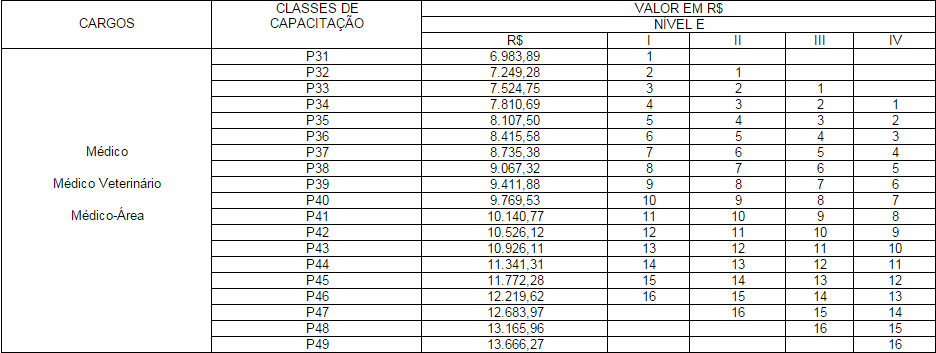 CARGOS CLASSES DE CAPACITAÇÃO VALOR EM R$
NIVEL E
R$ I II III IV
P31 6.983,89 1
P32 7.249,28 2 1
P33 7.524,75 3 2 1
P34 7.810,69 4 3 2 1
P35 8.107,50 5 4 3 2
P36 8.415,58 6 5 4 3
Médico P37 8.735,38 7 6 5 4
P38 9.067,32 8 7 6 5
Médico Veterinário P39 9.411,88 9 8 7 6
P40 9.769,53 10 9 8 7
Médico-Área P41 10.140,77 11 10 9 8
P42 10.526,12 12 11 10 9
P43 10.926,11 13 12 11 10
P44 11.341,31 14 13 12 11
P45 11.772,28 15 14 13 12
P46 12.219,62 16 15 14 13
P47 12.683,97 16 15 14
P48 13.165,96 16 15
P49 13.666,27 16